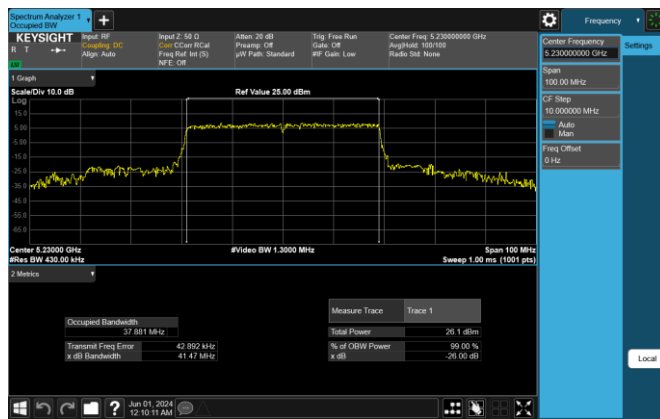 Spectrum Analyzer 1
Occupied BW
Frequency
KEYSIGHT
R T
Input: RF
Coupling: DC
Align: Auto
Input Z: 50 Ω
Corr CCorr RCal
Freq Ref: Int (S)
NFE: Off
Atten: 20 dB
Preamp: Off
µW Path: Standard
Trig: Free Run
Gate: Off
#IF Gain: Low
Center Freq: 5.230000000 GHz
Avg|Hold: 100/100
Radio Std: None
Center Frequency
5.230000000 GHz
Settings
Span
100.00 MHz
CF Step
10.000000 MHz
Auto
Man
Freq Offset
0 Hz
1 Graph
Scale/Div 10.0 dB
Ref Value 25.00 dBm
Log
15.0
5.00
-5.00
-15.0
-25.0
-35.0
-45.0
-55.0
-65.0
Center 5.23000 GHz
#Video BW 1.3000 MHz
Span 100 MHz
#Res BW 430.00 kHz
Sweep 1.00 ms (1001 pts)
2 Metrics
Measure Trace
Trace 1
Occupied Bandwidth
37.881 MHz
Total Power
26.1 dBm
Transmit Freq Error
42.892 kHz
% of OBW Power
99.00 %
x dB Bandwidth
41.47 MHz
x dB
-26.00 dB
Local
Jun 01, 2024
12:10:11 AM